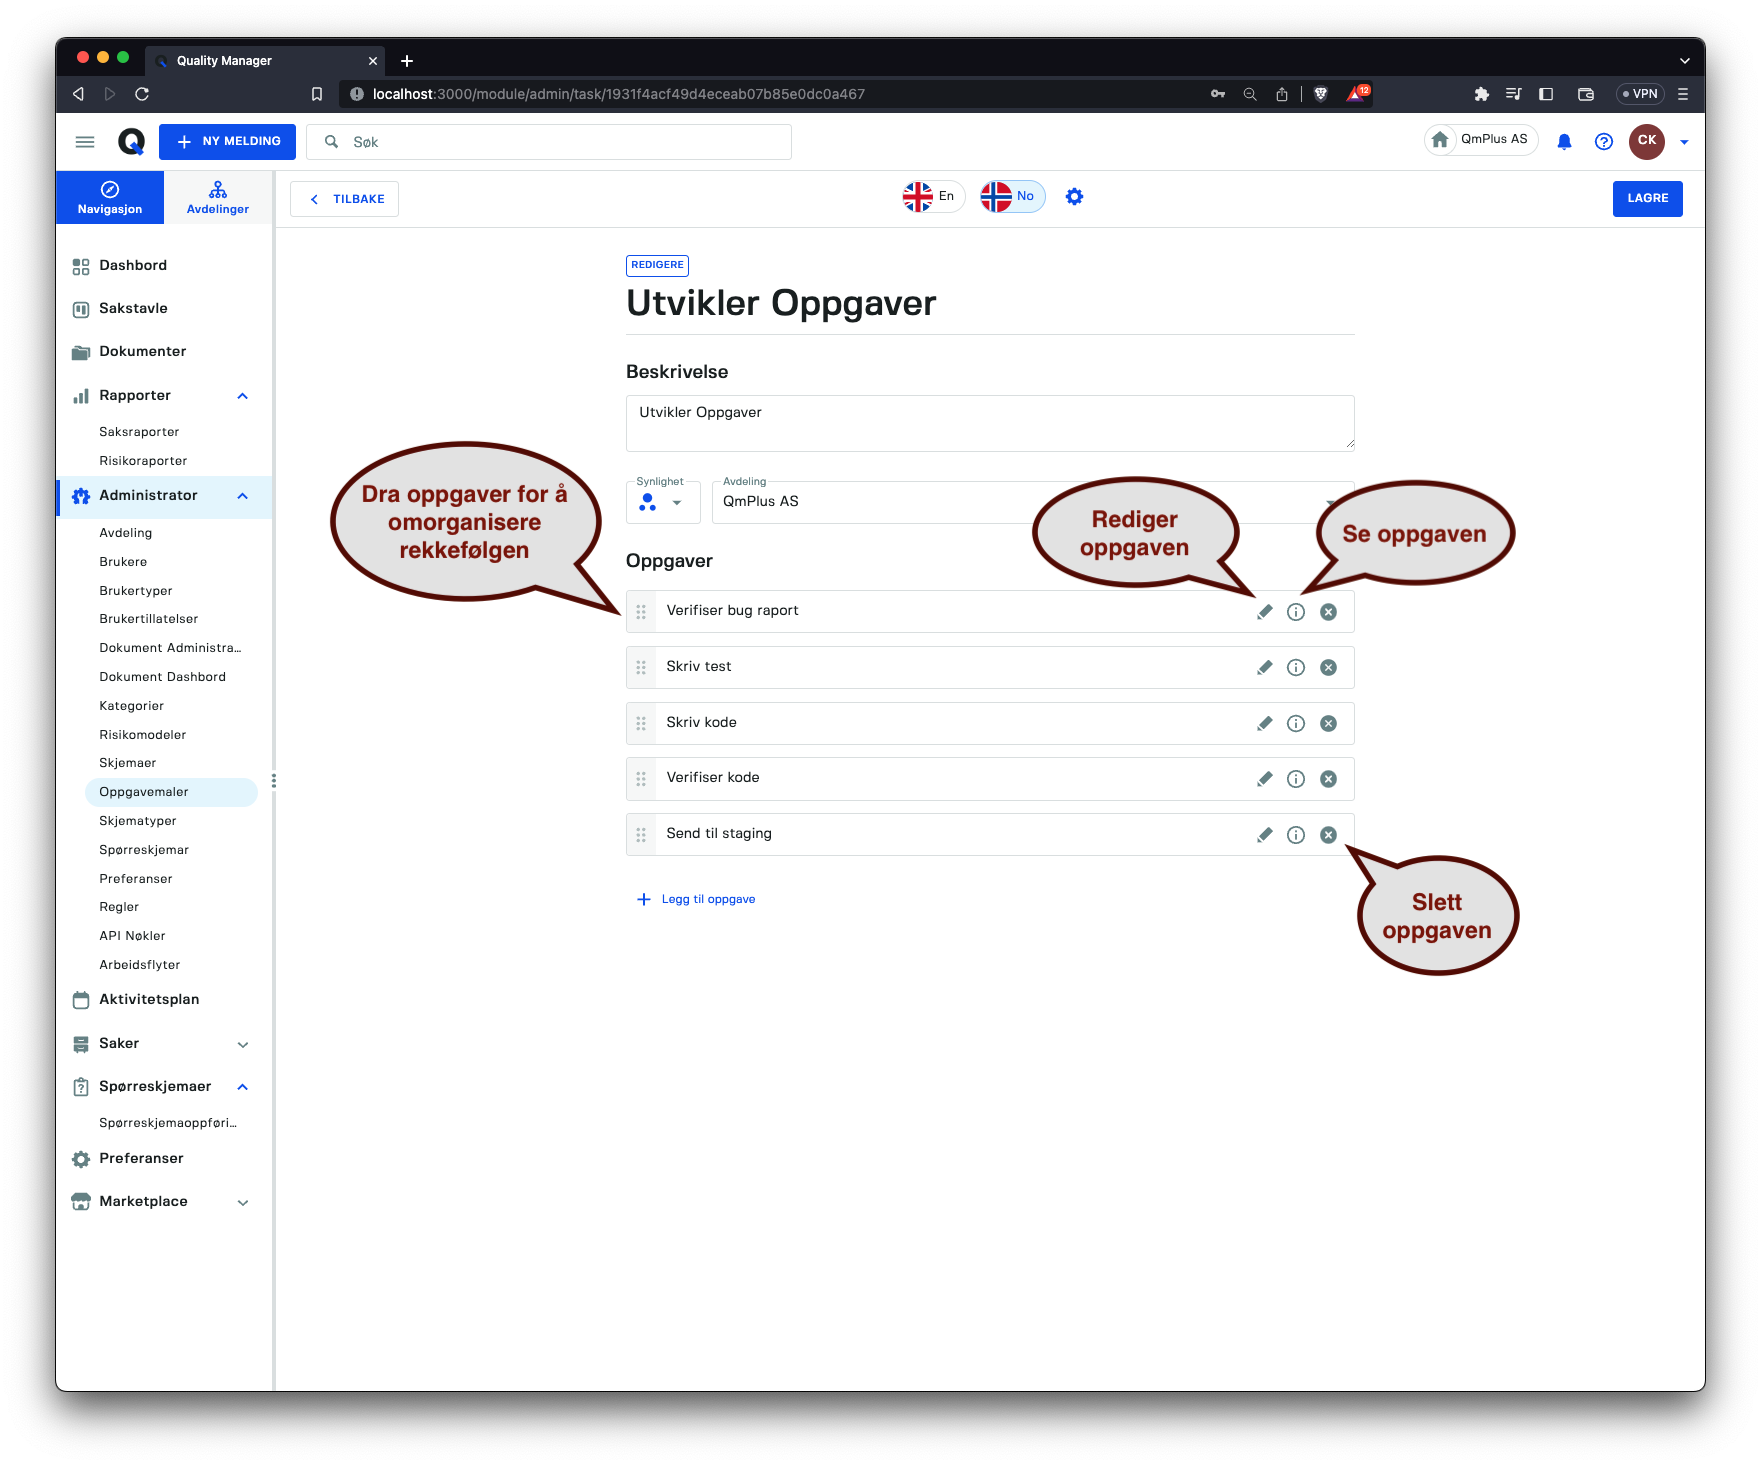 Quality Manager
localhost:3000/module/admin/task/1931f4acf49d4eceab07b85e0dc0a467
12
VPN
NY MELDING
Søk
QmPlus AS
CK
Navigasjon
Avdelinger
TILBAKE
En
No
LAGRE
Dashbord
Sakstavle
Dokumenter
Rapporter
Saksraporter
Risikoraporter
Administrator
Avdeling
Brukere
Brukertyper
Brukertillatelser
Dokument Administra...
Dokument Dashbord
Kategorier
Risikomodeler
Skjemaer
Oppgavemaler
Skjematyper
Spørreskjemar
Preferanser
Regler
API Nøkler
Arbeidsflyter
Aktivitetsplan
Saker
Spørreskjemaer
Spørreskjemaoppføri...
Preferanser
Marketplace
REDIGERE
Utvikler Oppgaver
Beskrivelse
Utvikler Oppgaver
Synlighet
Avdeling
QmPlus AS
Dra oppgaver for å
omorganisere
rekkefølgen
Rediger
oppgaven
Se oppgaven
Oppgaver
Verifiser bug raport
Skriv test
Skriv kode
Verifiser kode
Send til staging
Slett
oppgaven
Legg til oppgave